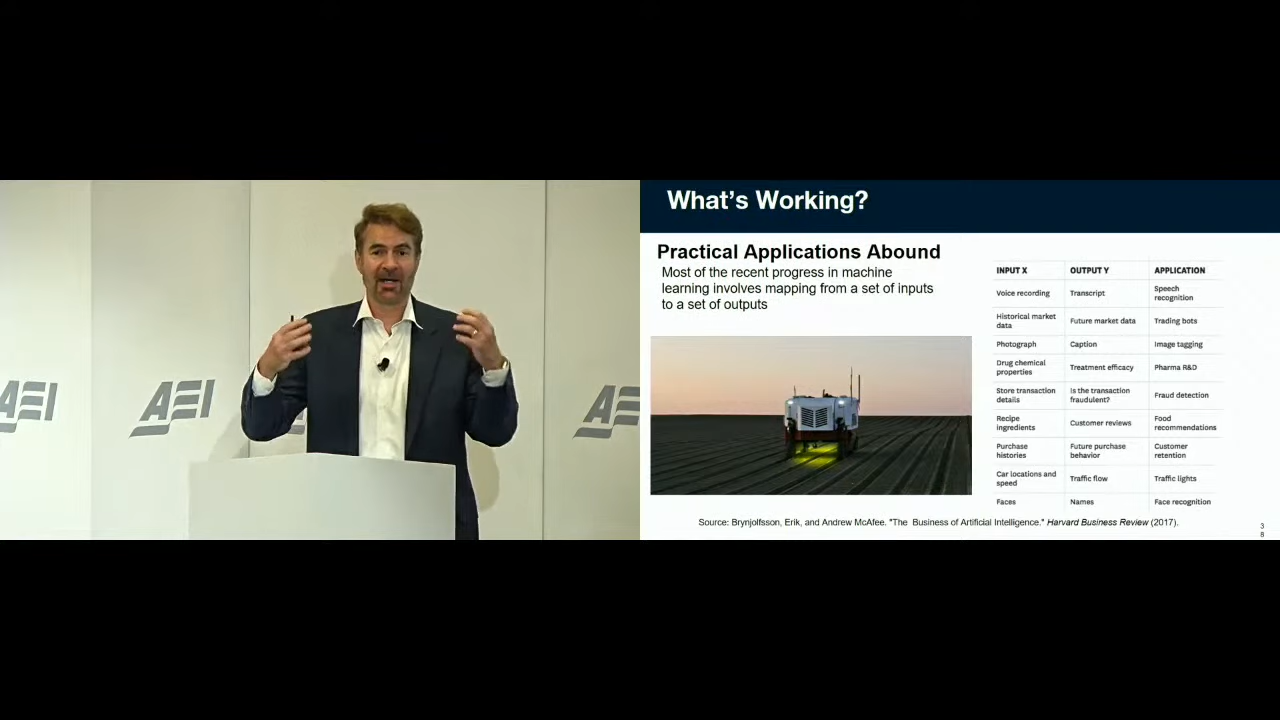 AEI
AEI
AEI
What's Working?
Practical Applications Abound
Most of the recent progress in machine
learning involves mapping from a set of inputs
to a set of outputs
INPUT X OUTPUT Y APPLICATION
Voice recording Transcript Speech recognition
Historical market data Future market data Trading bots
Photograph Caption Image tagging
Drug chemical properties Treatment efficacy Pharma R&D
Store transaction details Is the transaction fraudulent? Fraud detection
Recipe ingredients Customer reviews Food recommendations
Purchase histories Future purchase behavior Customer retention
Car locations and speed Traffic flow Traffic lights
Faces Names Face recognition
Source: Brynjolfsson, Erik, and Andrew McAfee. "The Business of Artificial Intelligence." Harvard Business Review (2017).
3
8